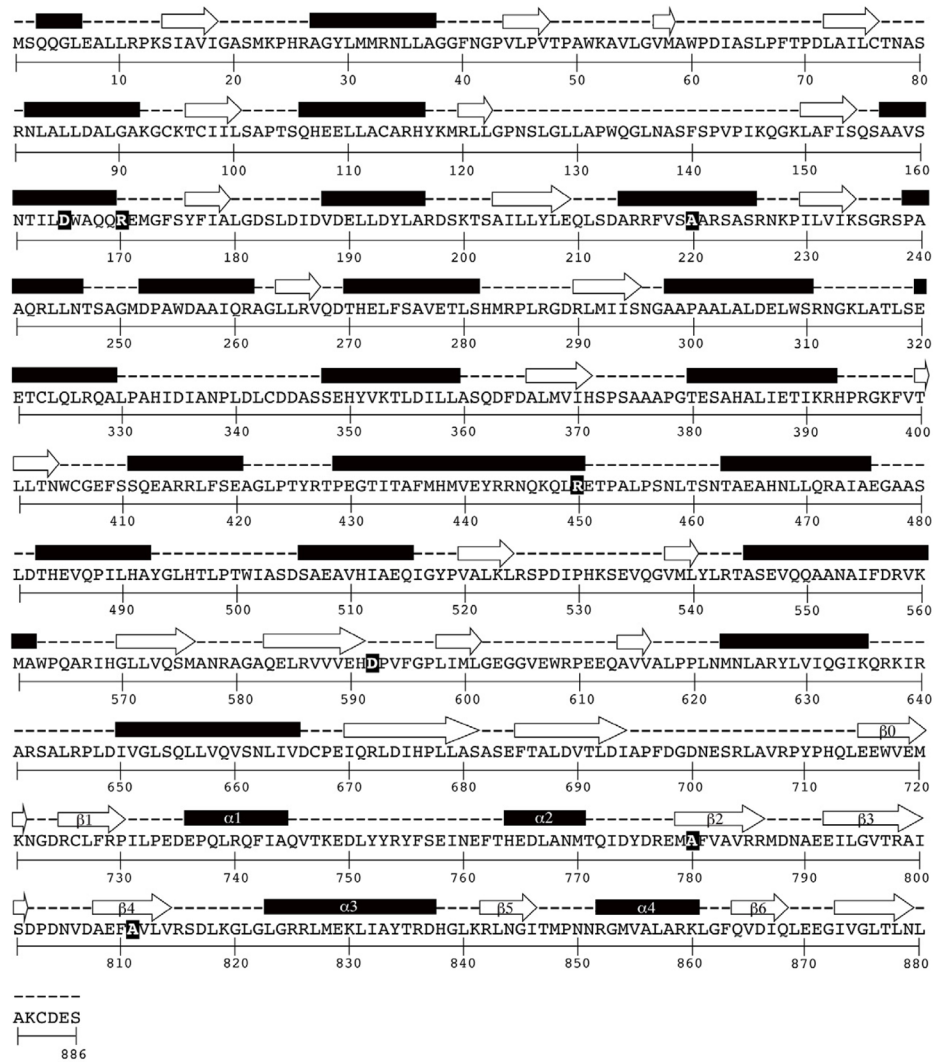 MSQQGLEALLRPKSIAVIGASMKPHRAGYLMMRNLLAGGFNGPVLPVTPAWKAVLGVMAWPDIASLPFTPDLAILCTNAS
10 20 30 40 50 60 70 80
RNLALLDALGAKGCKTCIILSAPTSQHEELLACARHYKMRLLGPNSLGLLAPWQGLNASFSPVPIKQGKLAFISQSAAVS
90 100 110 120 130 140 150 160
NTILDWAQQREMGFSYFIALGDSLDIDVDELLDYLARDSKTSAILLYLEQLSDARRFVSAARSASRNKPILVIKSGRSPA
170 180 190 200 210 220 230 240
AQRLLNTSAGMDPAWDAAIQRAGLLRVQDTHELFSAVETLSHMRPLRGDRLMIISNGAAPAALALDELWSRNGKLATLSE
250 260 270 280 290 300 310 320
ETCLQLRQALPAHIDIANPLDLCDDASSEHYVKTLDILLASQDFDALMVIHSPSAAAPGTESAHALIETIKRHPRGKFVT
330 340 350 360 370 380 390 400
LLTNWCGEFSSQEARRLFSEAGLPTYRTPEGTITAFMHMVEYRRNQKQLRETPALPSNLTSNTAEAHNLLQRAIAEGAAS
410 420 430 440 450 460 470 480
LDTHEVQPILHAYGLHTLPTWIASDSAEAVHIAEQIGYPVALKLRSPDIPHKSEVQGVMLYLRTASEVQQAANAIFDRVK
490 500 510 520 530 540 550 560
MAWPQARIHGLLVQSMANRAGAQELRVVVEHDPVFGPLIMLGEGGVEWRPEEQAVVALPPLNMNLARYLVIQGIKQRKIR
570 580 590 600 610 620 630 640
ARSALRPLDIVGLSQLLVQVSNLIVDCPEIQRLDIHPLLASASEFTALDVTLDIAPFDGDNESRLAVRPYPHQLEEWVEM
650 660 670 680 690 700 710 720
β0
KNGDRCLFRPILPEDEPQLRQFIAQVTKEDLYYRYFSEINEFTHEDLANMTQIDYDREMAFVAVRRMDNAEEILGVTRAI
β1 α1 α2 β2 β3
730 740 750 760 770 780 790 800
SDPDNVDAEFAVLVRSDLKGLGLGRRLMEKLIAYTRDHGLKRLNGITMPNNRGMVALARKLGFQVDIQLEEGIVGLTLNL
β4 α3 β5 α4 β6
810 820 830 840 850 860 870 880
AKCDES
886